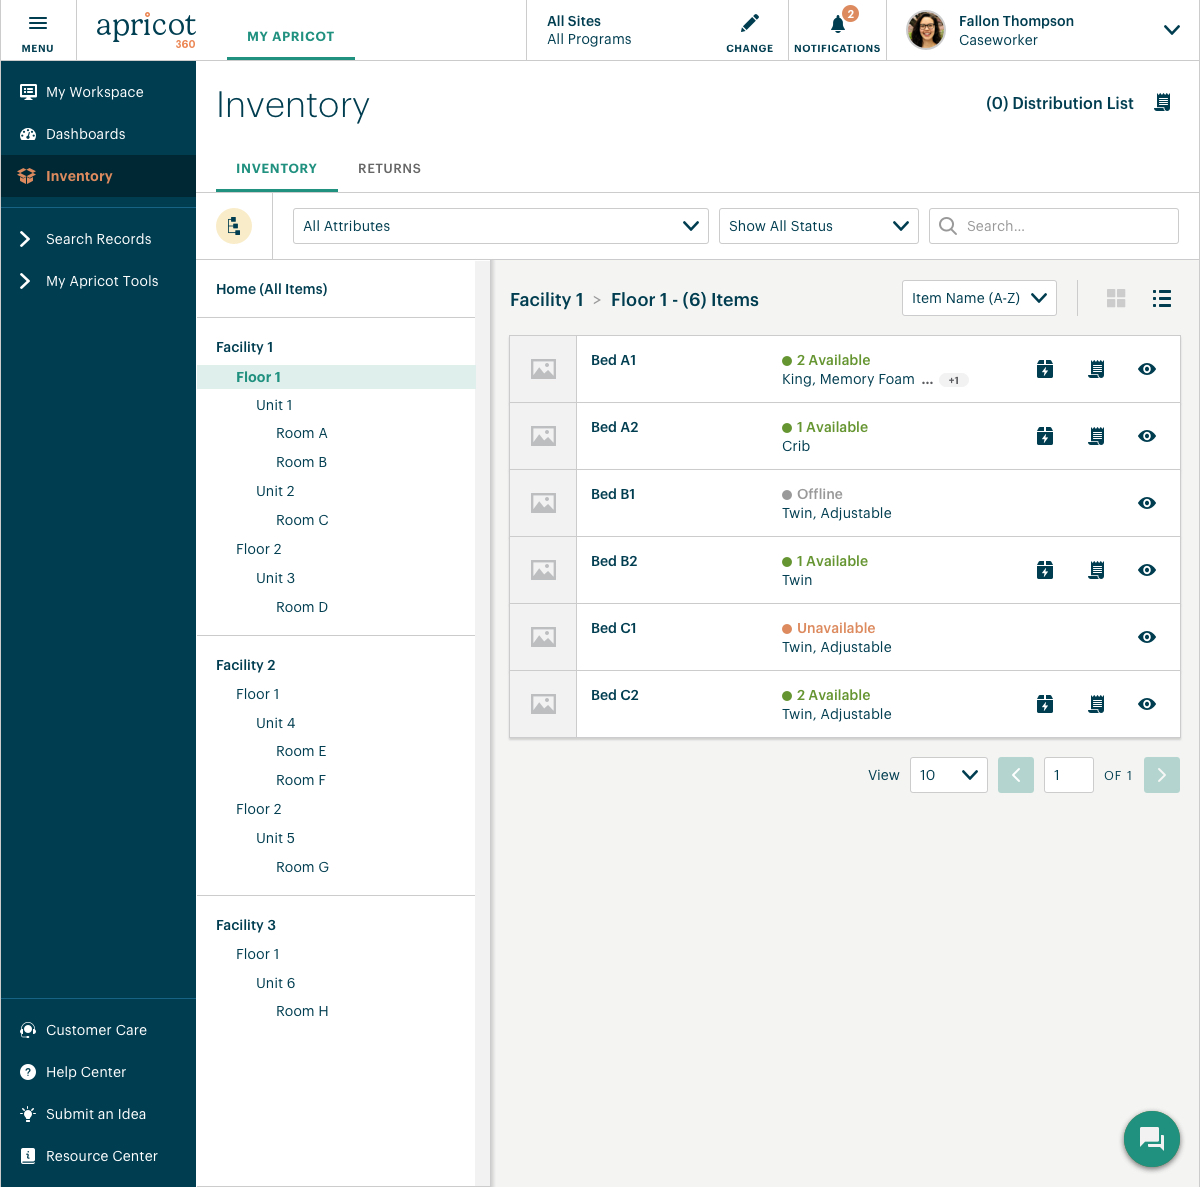 MENU
apricot
360
MY APRICOT
All Sites
All Programs
CHANGE
2
NOTIFICATIONS
Fallon Thompson
Caseworker
My Workspace
Dashboards
Inventory
Search Records
My Apricot Tools
Customer Care
Help Center
Submit an Idea
Resource Center
Inventory
(0) Distribution List
INVENTORY
RETURNS
All Attributes
Show All Status
Search...
Home (All Items)
Facility 1
Floor 1
Unit 1
Room A
Room B
Unit 2
Room C
Floor 2
Unit 3
Room D
Facility 2
Floor 1
Unit 4
Room E
Room F
Floor 2
Unit 5
Room G
Facility 3
Floor 1
Unit 6
Room H
Facility 1 > Floor 1 - (6) Items
Item Name (A-Z)
Bed A1
2 Available
King, Memory Foam ... +1
Bed A2
1 Available
Crib
Bed B1
Offline
Twin, Adjustable
Bed B2
1 Available
Twin
Bed C1
Unavailable
Twin, Adjustable
Bed C2
2 Available
Twin, Adjustable
View 10 1 OF 1